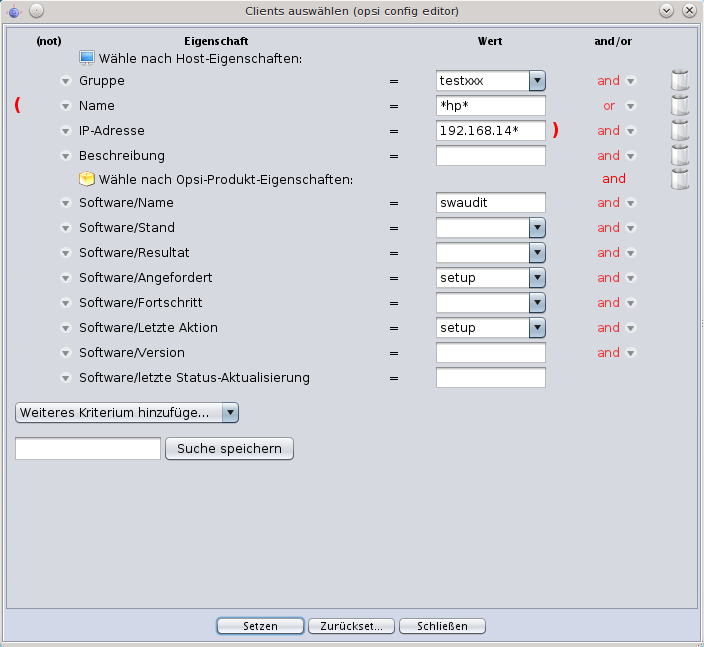 Clients auswählen (opsi config editor)
(not) Eigenschaft Wert and/or
Wähle nach Host-Eigenschaften:
Gruppe = testxxx and
( Name = *hp* or
IP-Adresse = 192.168.14* ) and
Beschreibung = and
Wähle nach Opsi-Produkt-Eigenschaften: and
Software/Name = swaudit and
Software/Stand = and
Software/Resultat = and
Software/Angefordert = setup and
Software/Fortschritt = and
Software/Letzte Aktion = setup and
Software/Version = and
Software/letzte Status-Aktualisierung =
Weiteres Kriterium hinzufüge...
Suche speichern
Setzen Zurückset... Schließen